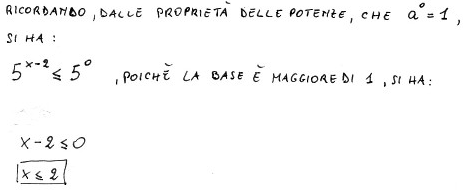 RICORDANDO, DALLE PROPRIETÀ DELLE POTENZE, CHE a⁰ = 1,
SI HA:
5ˣ⁻² ≤ 5⁰ , POICHÈ LA BASE È MAGGIORE DI 1, SI HA:
x-2 ≤ 0
x ≤ 2